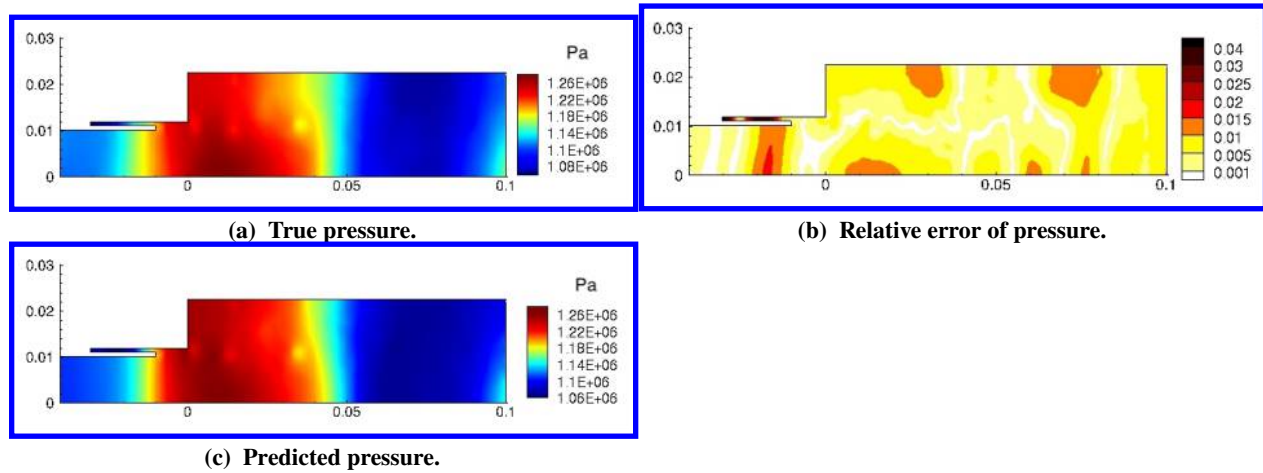 0.03
0.02
0.01
0
0
0.05
0.1
Pa
1.26E+06
1.22E+06
1.18E+06
1.14E+06
1.1E+06
1.08E+06
(a) True pressure.
0.03
0.02
0.01
0
0
0.05
0.1
0.04
0.03
0.02
0.015
0.01
0.005
0.001
(b) Relative error of pressure.
0.03
0.02
0.01
0
0
0.05
0.1
Pa
1.26E+06
1.22E+06
1.18E+06
1.14E+06
1.1E+06
1.06E+06
(c) Predicted pressure.